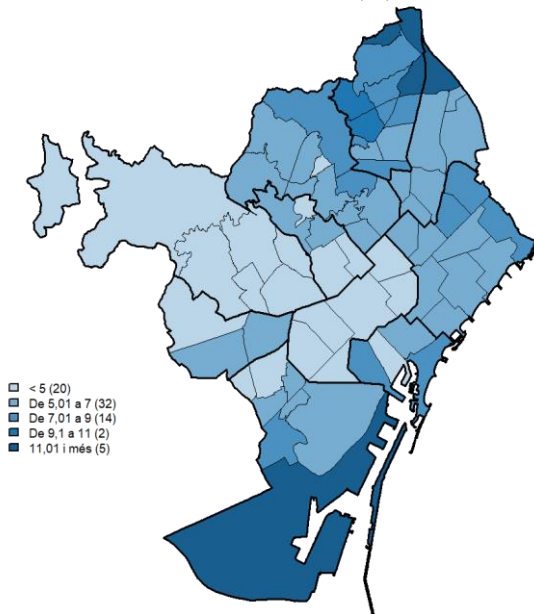 < 5 (20)
De 5,01 a 7 (32)
De 7,01 a 9 (14)
De 9,1 a 11 (2)
11,01 i més (5)